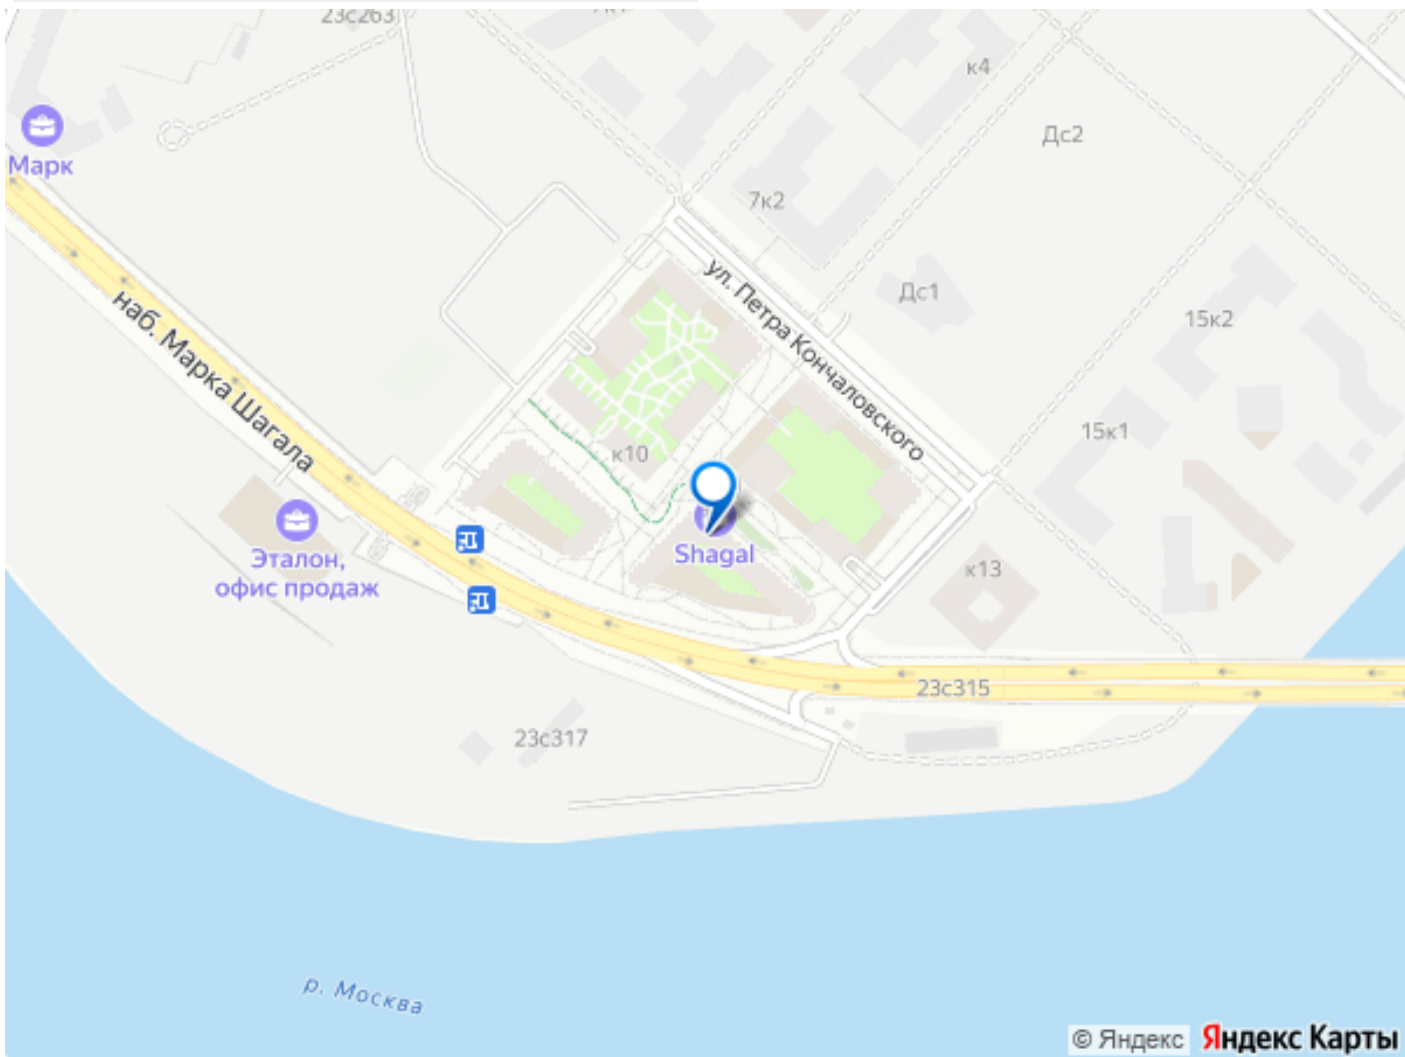 23с263
к4
Марк
Дс2
7к2
ул. Петра Кончаловского
Дс1
15к2
наб. Марка Шагала
15к1
к10
Shagal
Эталон,
офис продаж
к13
23с315
23с317
р. Москва
© Яндекс Яндекс Карты